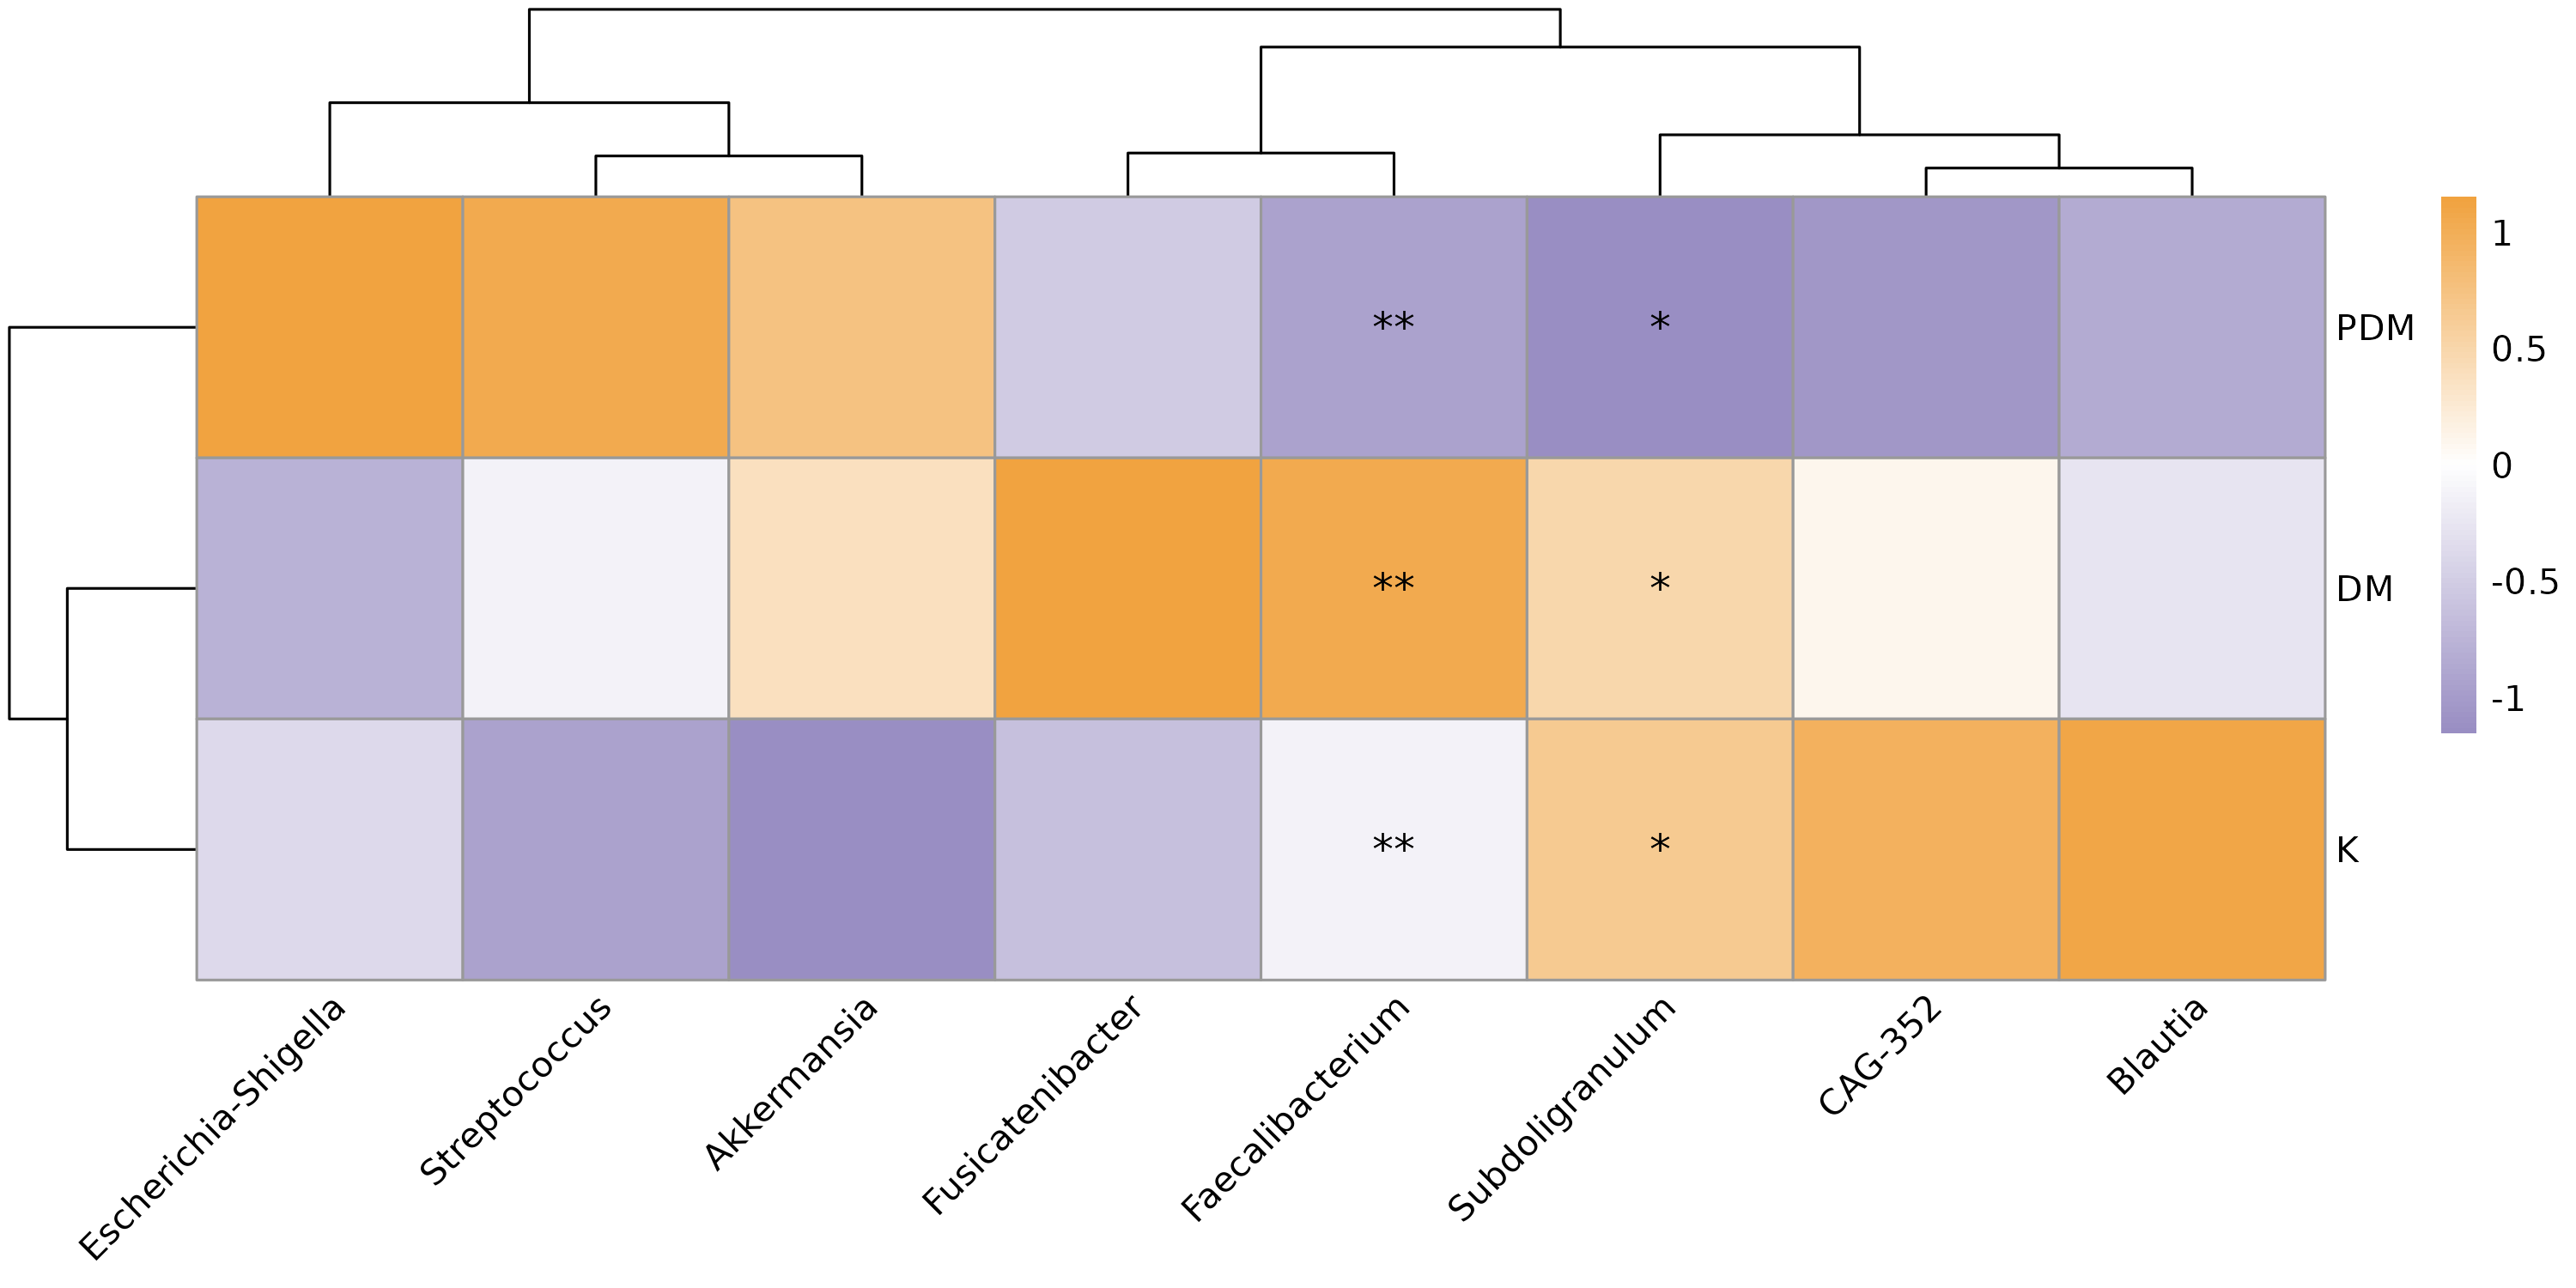 1
0.5
0
-0.5
-1
** * PDM
** * DM
** * K
Escherichia-Shigella
Streptococcus
Akkermansia
Fusicatenibacter
Faecalibacterium
Subdoligranulum
CAG-352
Blautia